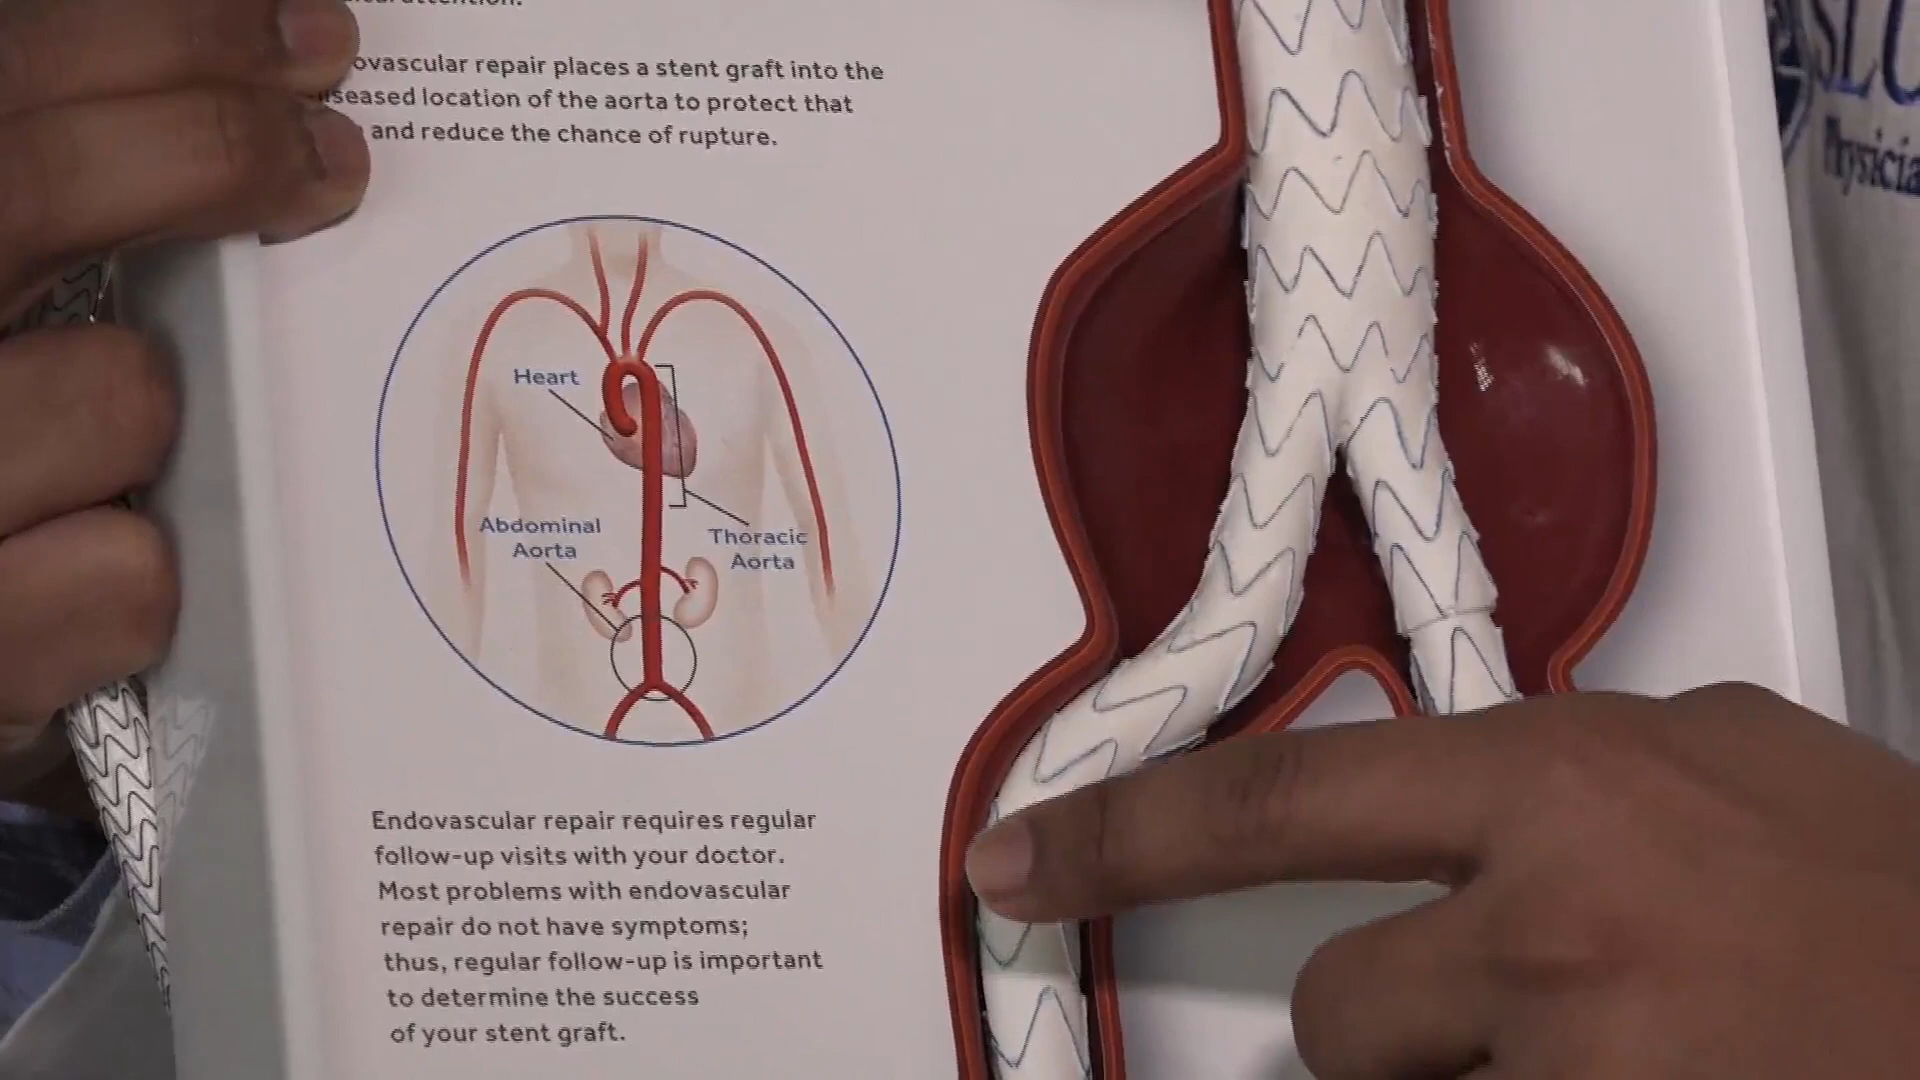 ovascular repair places a stent graft into the
iseased location of the aorta to protect that
and reduce the chance of rupture.
Heart
Abdominal
Aorta
Thoracic
Aorta
Endovascular repair requires regular
follow-up visits with your doctor.
Most problems with endovascular
repair do not have symptoms;
thus, regular follow-up is important
to determine the success
of your stent graft.
SLU
Physicia